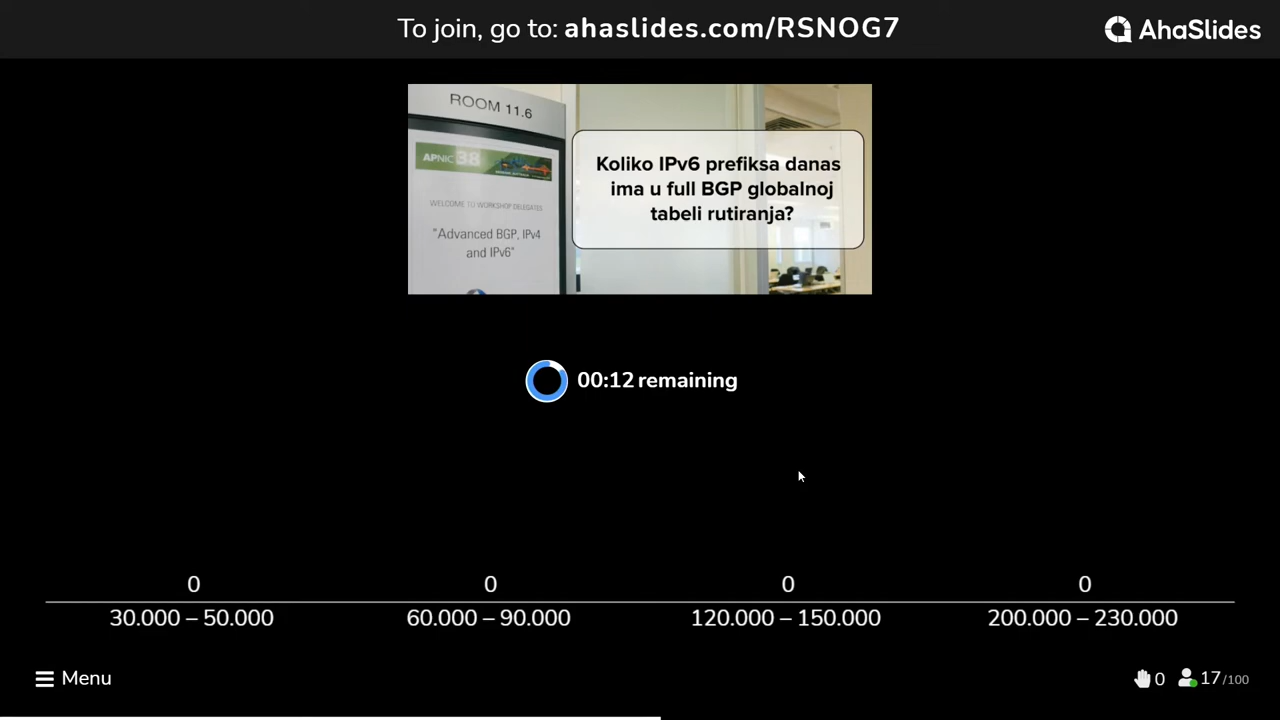 To join, go to: ahaslides.com/RSNOG7
AhaSlides
ROOM 11.6
APNIC 38
WELCOME TO WORKSHOP DELEGATES
"Advanced BGP, IPv4
and IPv6"
Koliko IPv6 prefiksa danas
ima u full BGP globalnoj
tabeli rutiranja?
00:12 remaining
0 0 0 0
30.000 – 50.000 60.000 – 90.000 120.000 – 150.000 200.000 – 230.000
Menu
0 17/100